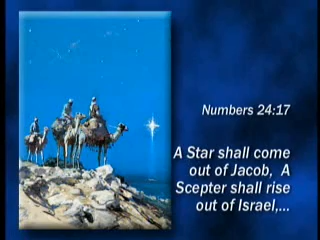 Numbers 24:17
A Star shall come
out of Jacob, A
Scepter shall rise
out of Israel,...